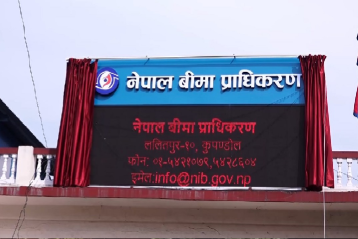 नेपाल बीमा प्राधिकरण
नेपाल बीमा प्राधिकरण
ललितपुर-१०, कुपण्डोल
फोन: ०१-५४२१०७९,५४२८६०४
इमेल:info@nib.gov.np